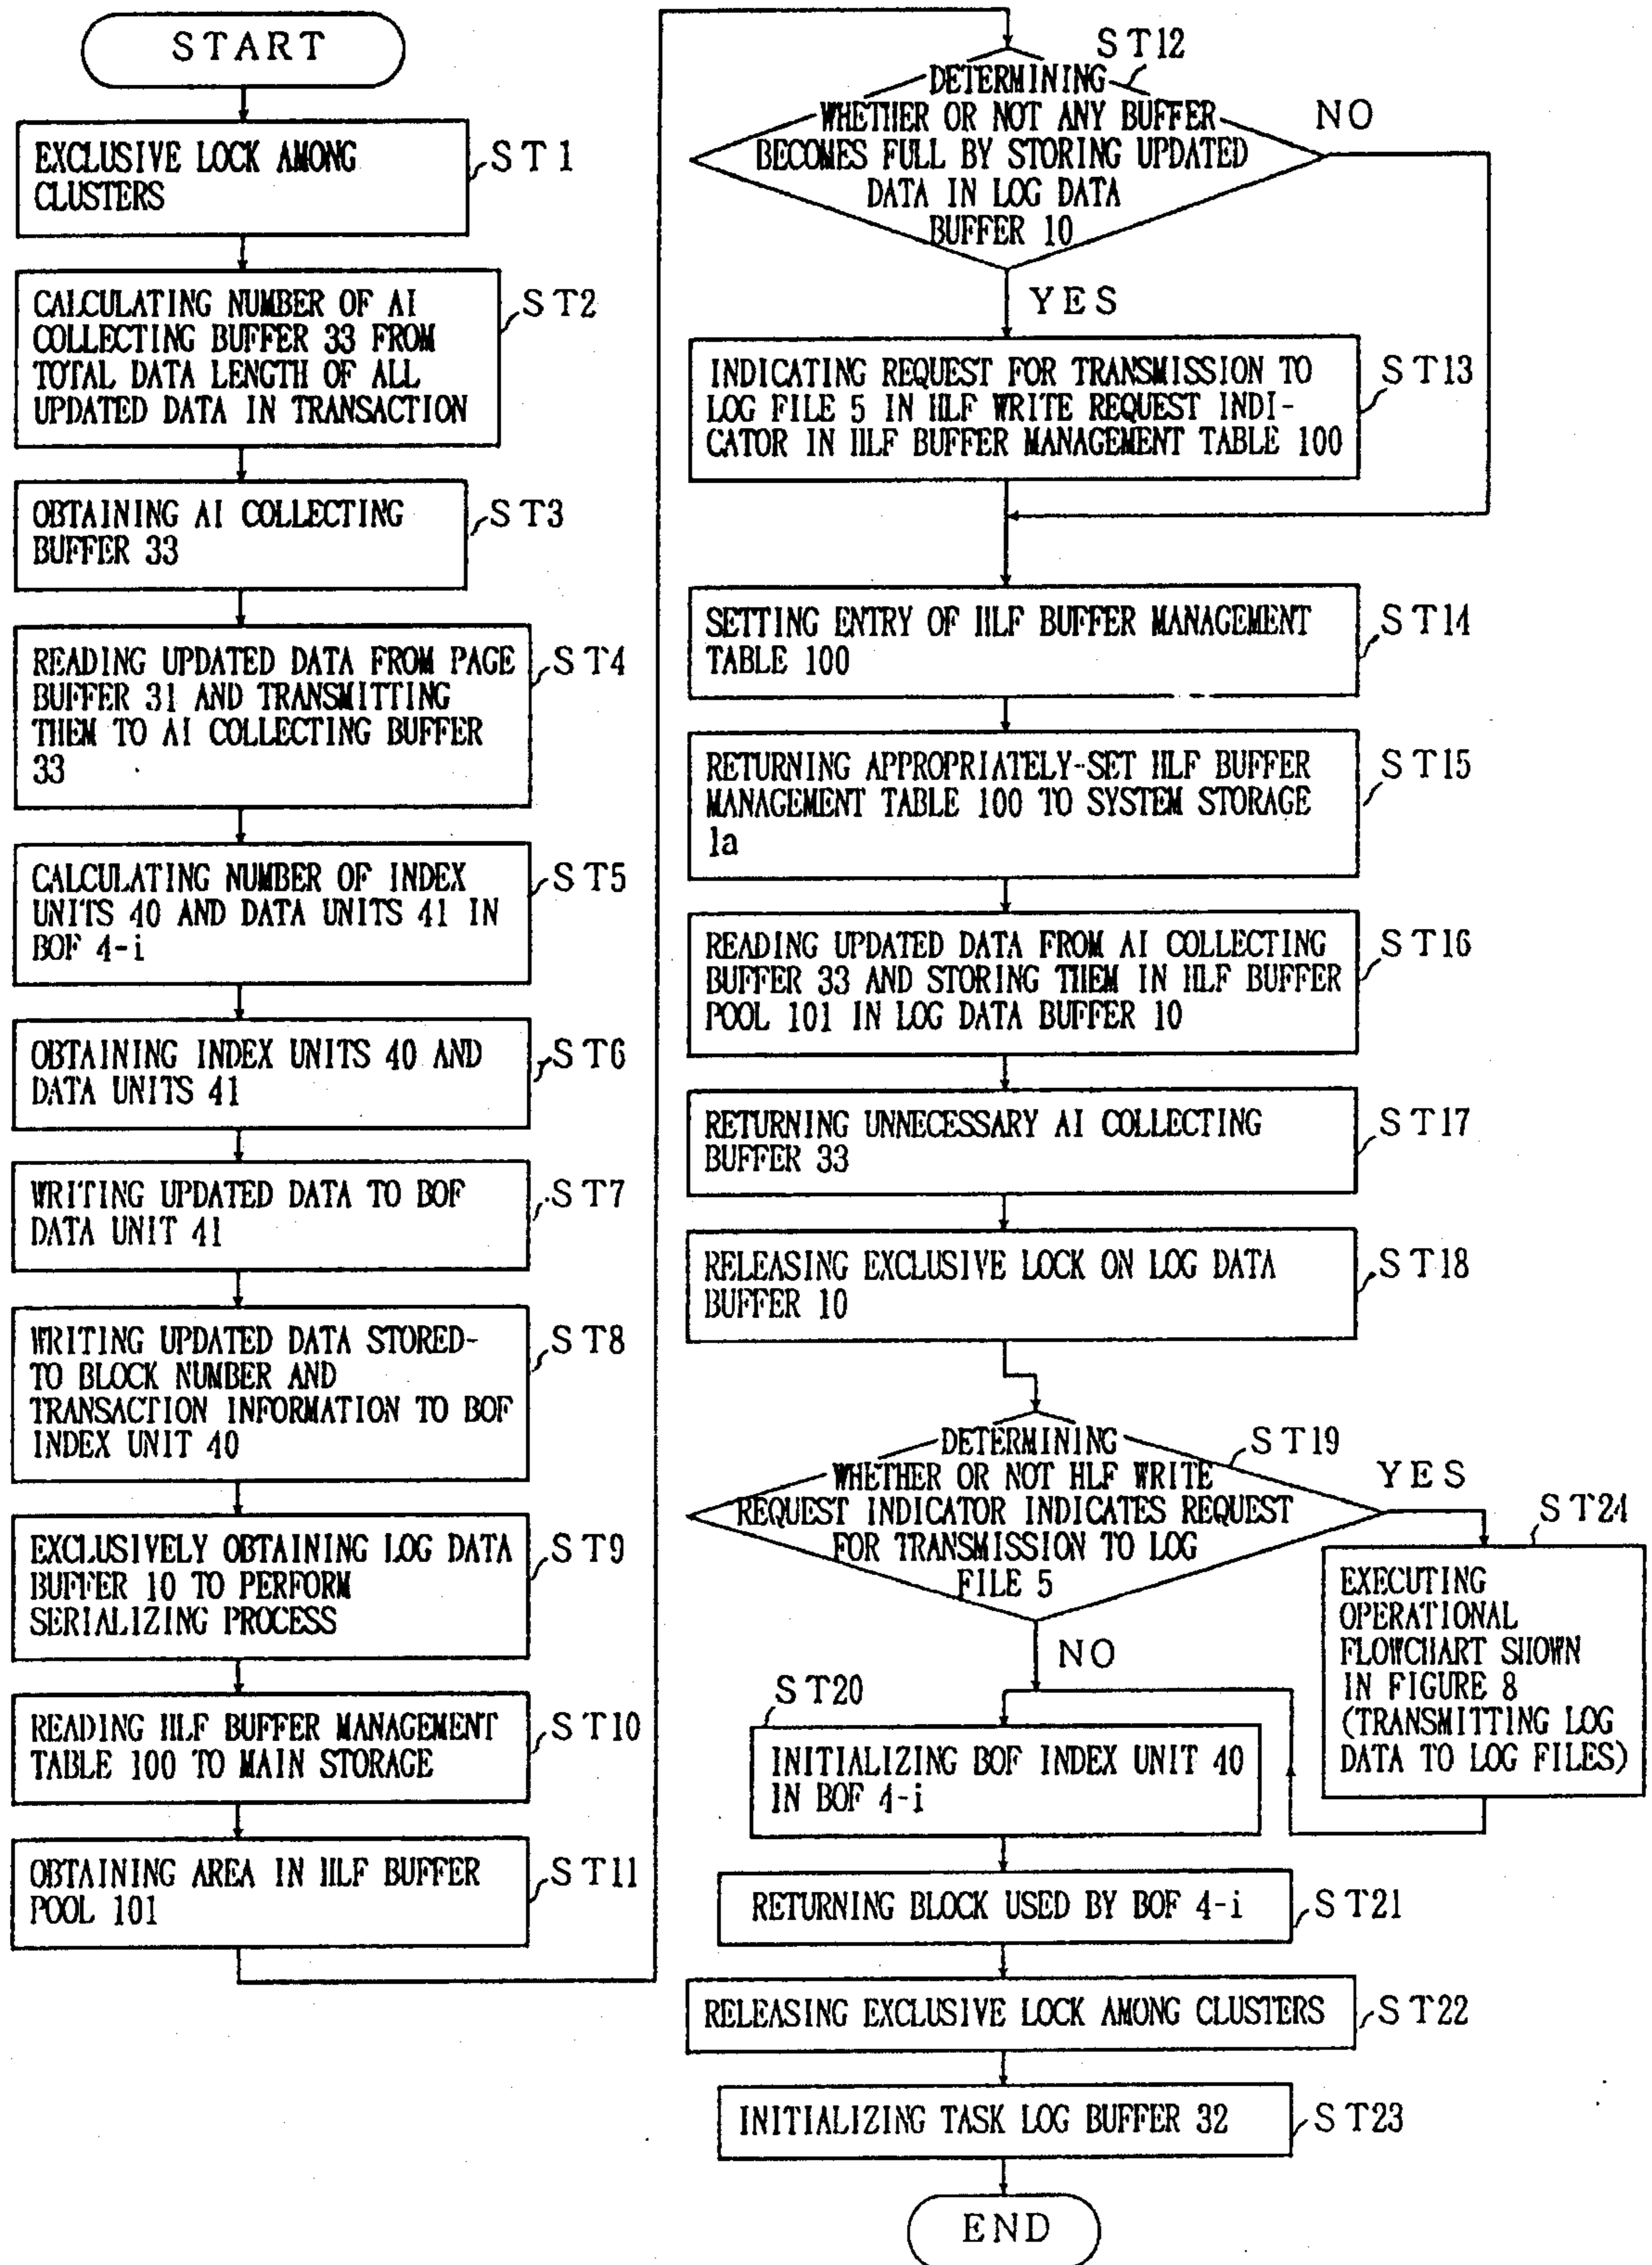 START
EXCLUSIVE LOCK AMONG
CLUSTERS
ST1
CALCULATING NUMBER OF AI
COLLECTING BUFFER 33 FROM
TOTAL DATA LENGTH OF ALL
UPDATED DATA IN TRANSACTION
ST2
OBTAINING AI COLLECTING
BUFFER 33
ST3
READING UPDATED DATA FROM PAGE
BUFFER 31 AND TRANSMITTING
THEM TO AI COLLECTING BUFFER
33
ST4
CALCULATING NUMBER OF INDEX
UNITS 40 AND DATA UNITS 41 IN
BOF 4-i
ST5
OBTAINING INDEX UNITS 40 AND
DATA UNITS 41
ST6
WRITING UPDATED DATA TO BOF
DATA UNIT 41
ST7
WRITING UPDATED DATA STORED-
TO BLOCK NUMBER AND
TRANSACTION INFORMATION TO BOF
INDEX UNIT 40
ST8
EXCLUSIVELY OBTAINING LOG DATA
BUFFER 10 TO PERFORM
SERIALIZING PROCESS
ST9
READING HLF BUFFER MANAGEMENT
TABLE 100 TO MAIN STORAGE
ST10
OBTAINING AREA IN HLF BUFFER
POOL 101
ST11
ST12
DETERMINING
WHETHER OR NOT ANY BUFFER
BECOMES FULL BY STORING UPDATED
DATA IN LOG DATA
BUFFER 10
NO
YES
INDICATING REQUEST FOR TRANSMISSION TO
LOG FILE 5 IN HLF WRITE REQUEST INDI-
CATOR IN HLF BUFFER MANAGEMENT TABLE 100
ST13
SETTING ENTRY OF HLF BUFFER MANAGEMENT
TABLE 100
ST14
RETURNING APPROPRIATELY-SET HLF BUFFER
MANAGEMENT TABLE 100 TO SYSTEM STORAGE
1a
ST15
READING UPDATED DATA FROM AI COLLECTING
BUFFER 33 AND STORING THEM IN HLF BUFFER
POOL 101 IN LOG DATA BUFFER 10
ST16
RETURNING UNNECESSARY AI COLLECTING
BUFFER 33
ST17
RELEASING EXCLUSIVE LOCK ON LOG DATA
BUFFER 10
ST18
DETERMINING
WHETHER OR NOT HLF WRITE
REQUEST INDICATOR INDICATES REQUEST
FOR TRANSMISSION TO LOG
FILE 5
ST19
YES
NO
ST24
EXECUTING
OPERATIONAL
FLOWCHART SHOWN
IN FIGURE 8
(TRANSMITTING LOG
DATA TO LOG FILES)
ST20
INITIALIZING BOF INDEX UNIT 40
IN BOF 4-i
RETURNING BLOCK USED BY BOF 4-i
ST21
RELEASING EXCLUSIVE LOCK AMONG CLUSTERS
ST22
INITIALIZING TASK LOG BUFFER 32
ST23
END